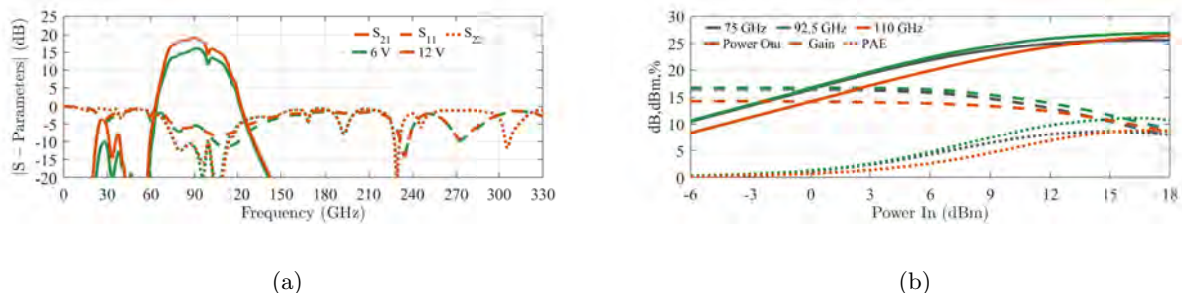 |S − Parameters| (dB)
25
20
15
10
5
0
-5
-10
-15
-20
S21 S11 S22
6 V 12 V
0 30 60 90 120 150 180 210 240 270 300 330
Frequency (GHz)
(a)
dB,dBm,%
30
25
20
15
10
5
0
75 GHz 92.5 GHz 110 GHz
Power Out Gain PAE
-6 -3 0 3 6 9 12 15 18
Power In (dBm)
(b)